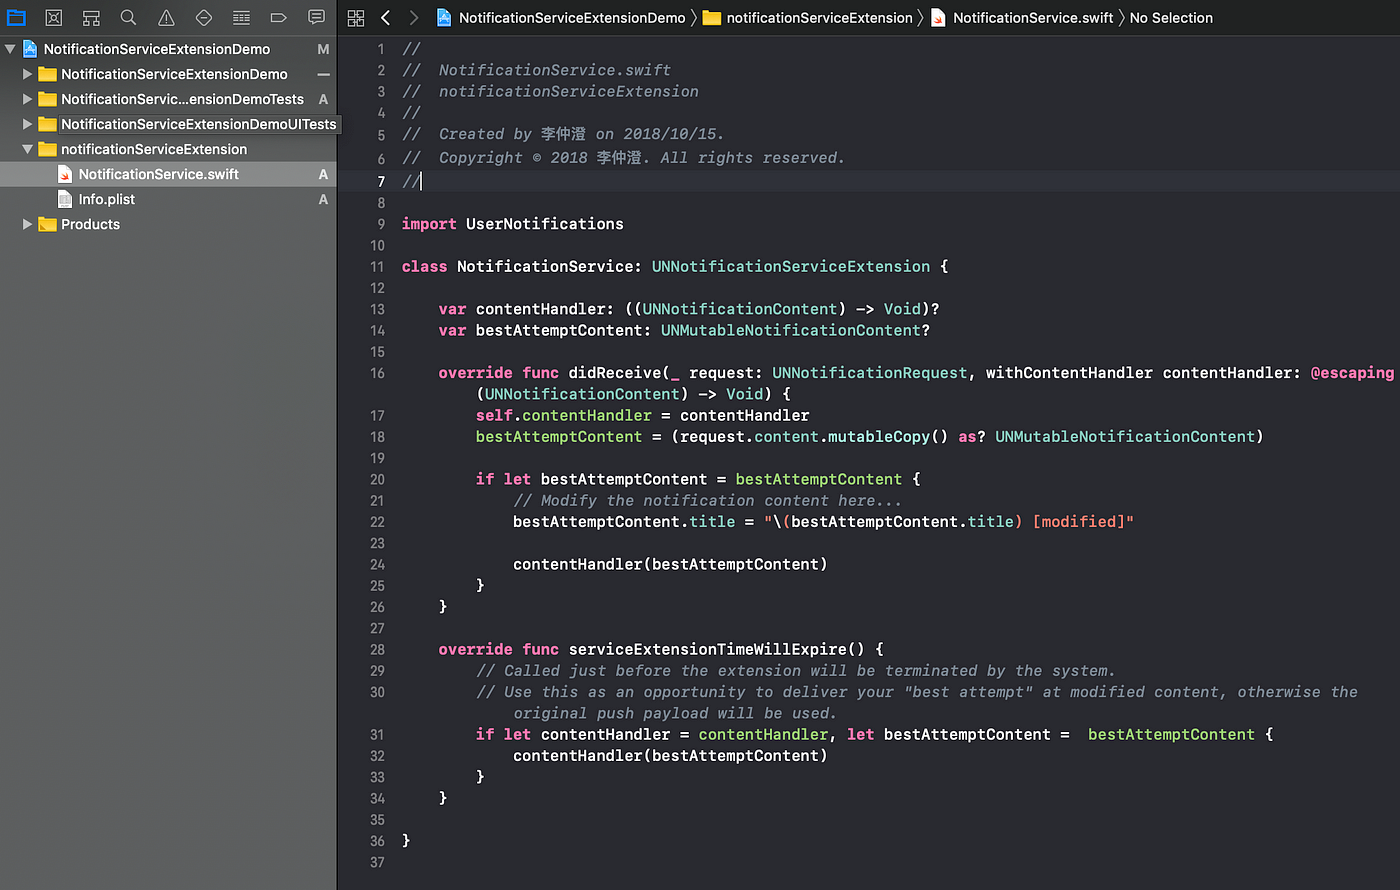 NotificationServiceExtensionDemo 〉 notificationServiceExtension 〉 NotificationService.swift 〉 No Selection
NotificationServiceExtensionDemo M
NotificationServiceExtensionDemo —
NotificationServic...ensionDemoTests A
NotificationServiceExtensionDemoUITests
notificationServiceExtension
NotificationService.swift A
Info.plist A
Products
1 //
2 //  NotificationService.swift
3 //  notificationServiceExtension
4 //
5 //  Created by 李仲澄 on 2018/10/15.
6 //  Copyright © 2018 李仲澄. All rights reserved.
7 //
8
9 import UserNotifications
10
11 class NotificationService: UNNotificationServiceExtension {
12
13     var contentHandler: ((UNNotificationContent) -> Void)?
14     var bestAttemptContent: UNMutableNotificationContent?
15
16     override func didReceive(_ request: UNNotificationRequest, withContentHandler contentHandler: @escaping
        (UNNotificationContent) -> Void) {
17         self.contentHandler = contentHandler
18         bestAttemptContent = (request.content.mutableCopy() as? UNMutableNotificationContent)
19
20         if let bestAttemptContent = bestAttemptContent {
21             // Modify the notification content here...
22             bestAttemptContent.title = "\(bestAttemptContent.title) [modified]"
23
24             contentHandler(bestAttemptContent)
25         }
26     }
27
28     override func serviceExtensionTimeWillExpire() {
29         // Called just before the extension will be terminated by the system.
30         // Use this as an opportunity to deliver your "best attempt" at modified content, otherwise the
            original push payload will be used.
31         if let contentHandler = contentHandler, let bestAttemptContent =  bestAttemptContent {
32             contentHandler(bestAttemptContent)
33         }
34     }
35
36 }
37